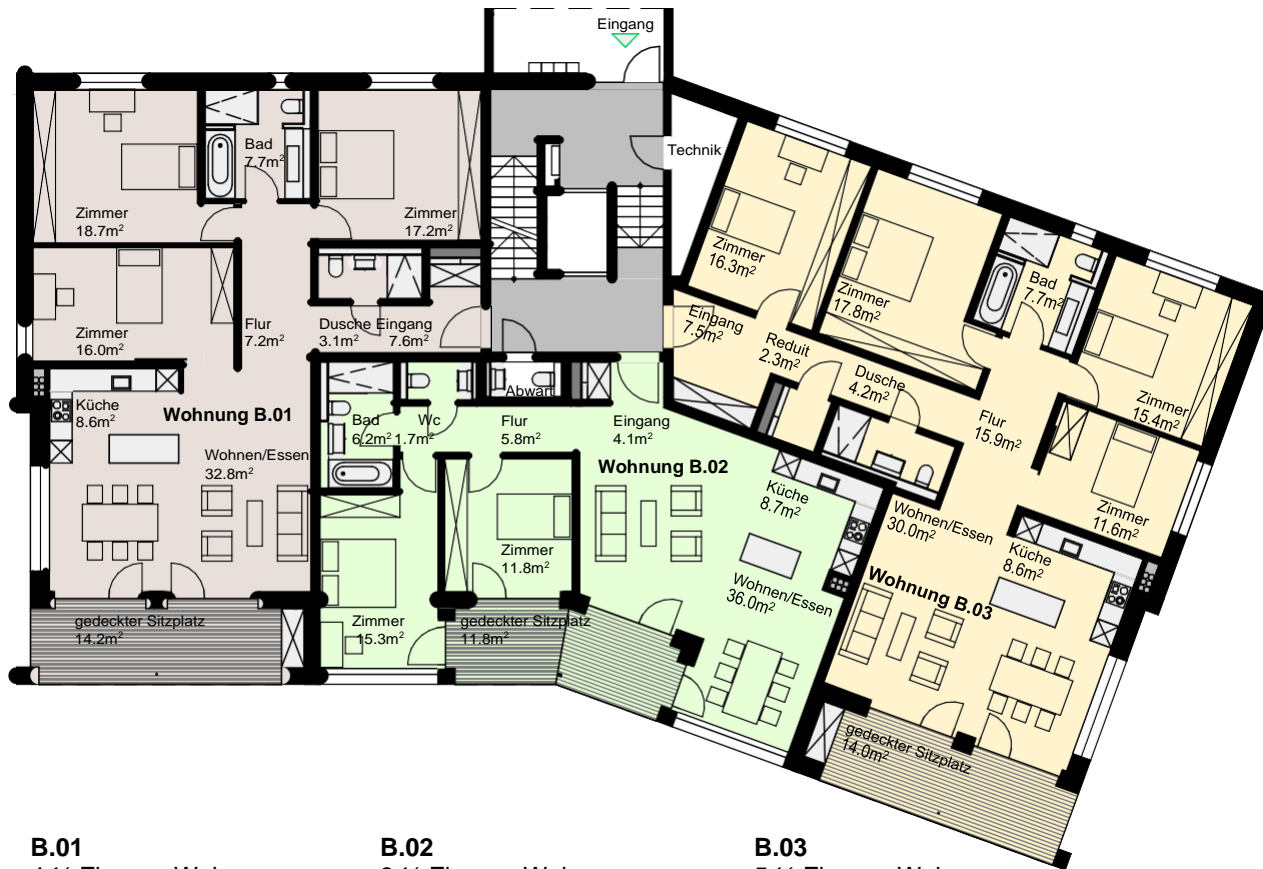 Eingang
Technik
Bad
7.7m²
Zimmer
18.7m²
Zimmer
17.2m²
Zimmer
16.0m²
Flur
7.2m²
Dusche
3.1m²
Eingang
7.6m²
Küche
8.6m²
Wohnung B.01
Wohnen/Essen
32.8m²
gedeckter Sitzplatz
14.2m²
Abwart
Bad
6.2m²
Wc
1.7m²
Flur
5.8m²
Eingang
4.1m²
Wohnung B.02
Küche
8.7m²
Zimmer
11.8m²
Wohnen/Essen
36.0m²
Zimmer
15.3m²
gedeckter Sitzplatz
11.8m²
Zimmer
16.3m²
Zimmer
17.8m²
Bad
7.7m²
Eingang
7.5m²
Reduit
2.3m²
Dusche
4.2m²
Zimmer
15.4m²
Flur
15.9m²
Zimmer
11.6m²
Wohnen/Essen
30.0m²
Küche
8.6m²
Wohnung B.03
gedeckter Sitzplatz
14.0m²
B.01
B.02
B.03